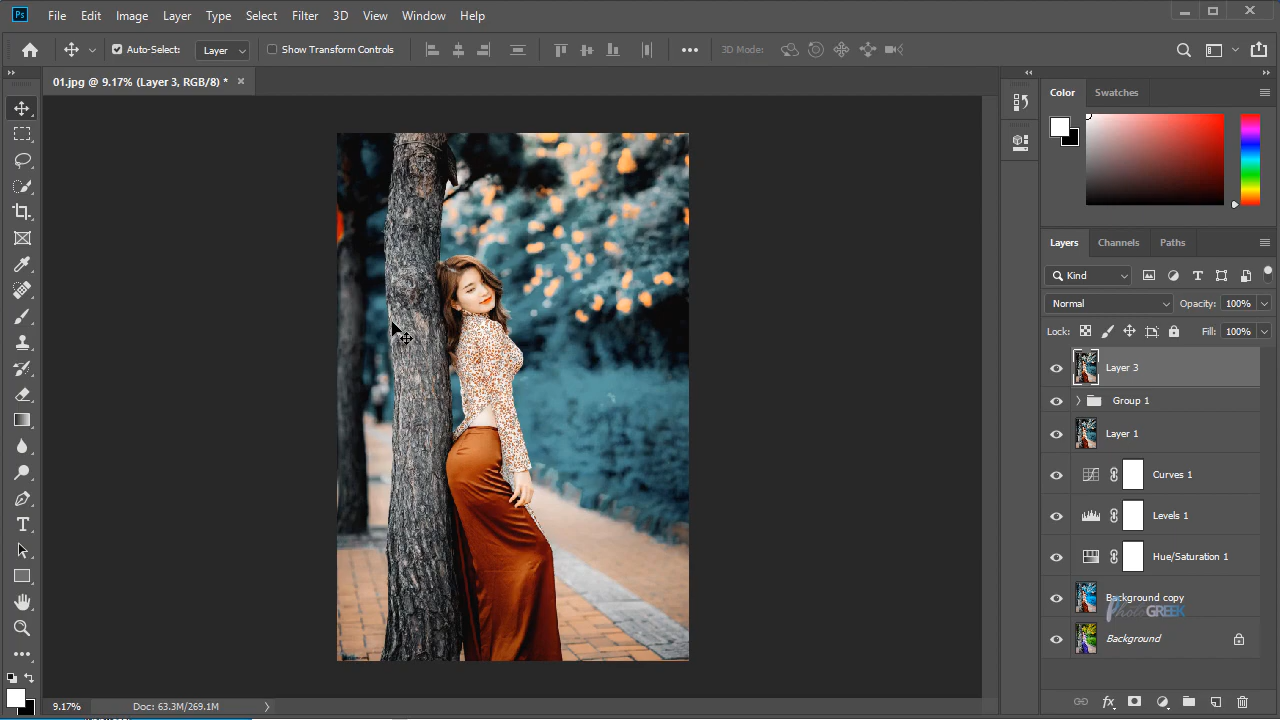 Ps File Edit Image Layer Type Select Filter 3D View Window Help
Auto-Select: Layer Show Transform Controls 3D Mode:
01.jpg @ 9.17% (Layer 3, RGB/8) *
Color Swatches
Layers Channels Paths
Kind
Normal Opacity: 100%
Lock: Fill: 100%
Layer 3
Group 1
Layer 1
Curves 1
Levels 1
Hue/Saturation 1
Background copy
PhotoGREEK
Background
9.17% Doc: 63.3M/269.1M